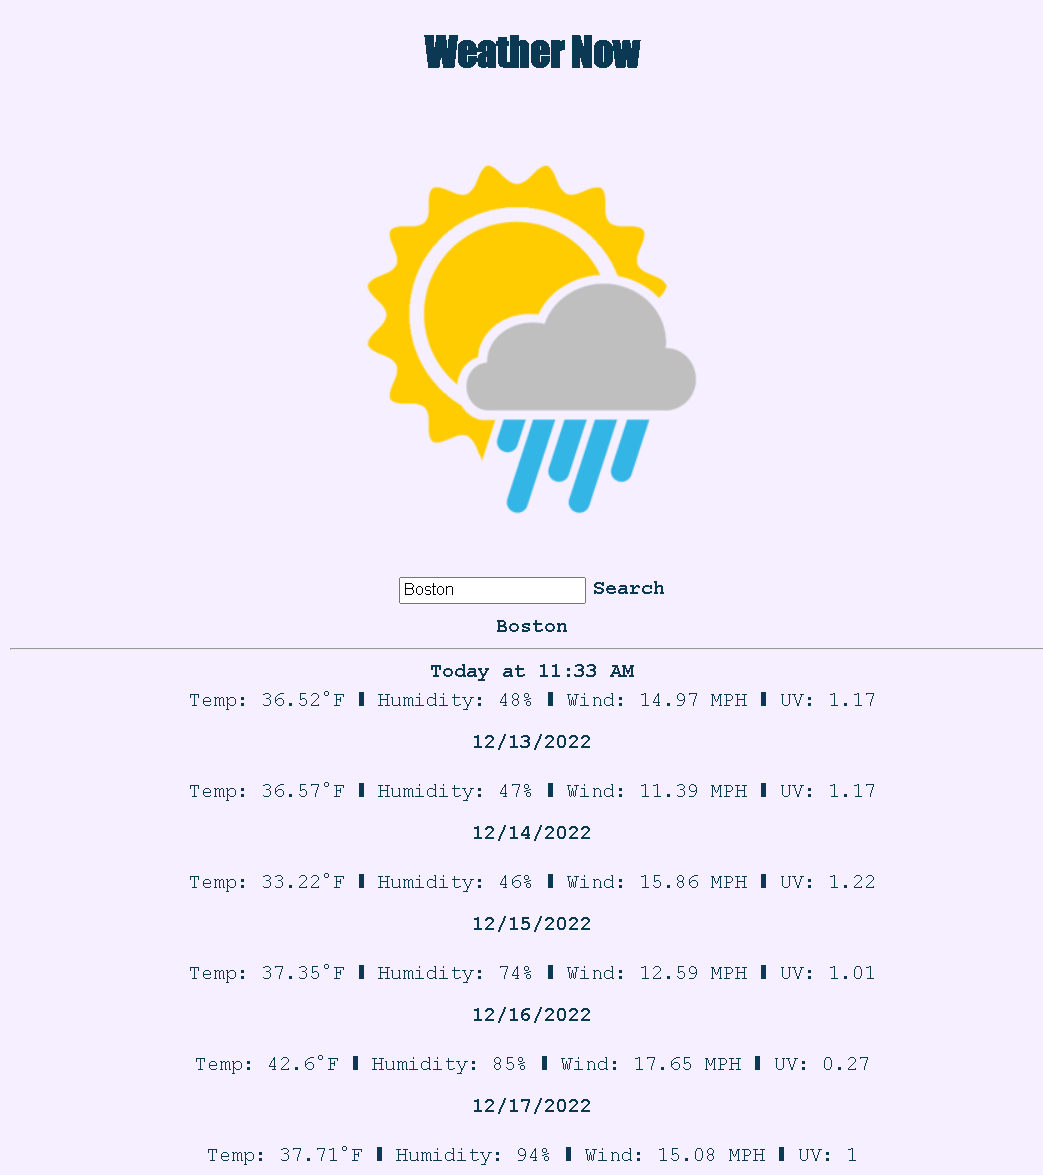 Weather Now
Boston Search
Boston
Today at 11:33 AM
Temp: 36.52°F ▮ Humidity: 48% ▮ Wind: 14.97 MPH ▮ UV: 1.17
12/13/2022
Temp: 36.57°F ▮ Humidity: 47% ▮ Wind: 11.39 MPH ▮ UV: 1.17
12/14/2022
Temp: 33.22°F ▮ Humidity: 46% ▮ Wind: 15.86 MPH ▮ UV: 1.22
12/15/2022
Temp: 37.35°F ▮ Humidity: 74% ▮ Wind: 12.59 MPH ▮ UV: 1.01
12/16/2022
Temp: 42.6°F ▮ Humidity: 85% ▮ Wind: 17.65 MPH ▮ UV: 0.27
12/17/2022
Temp: 37.71°F ▮ Humidity: 94% ▮ Wind: 15.08 MPH ▮ UV: 1